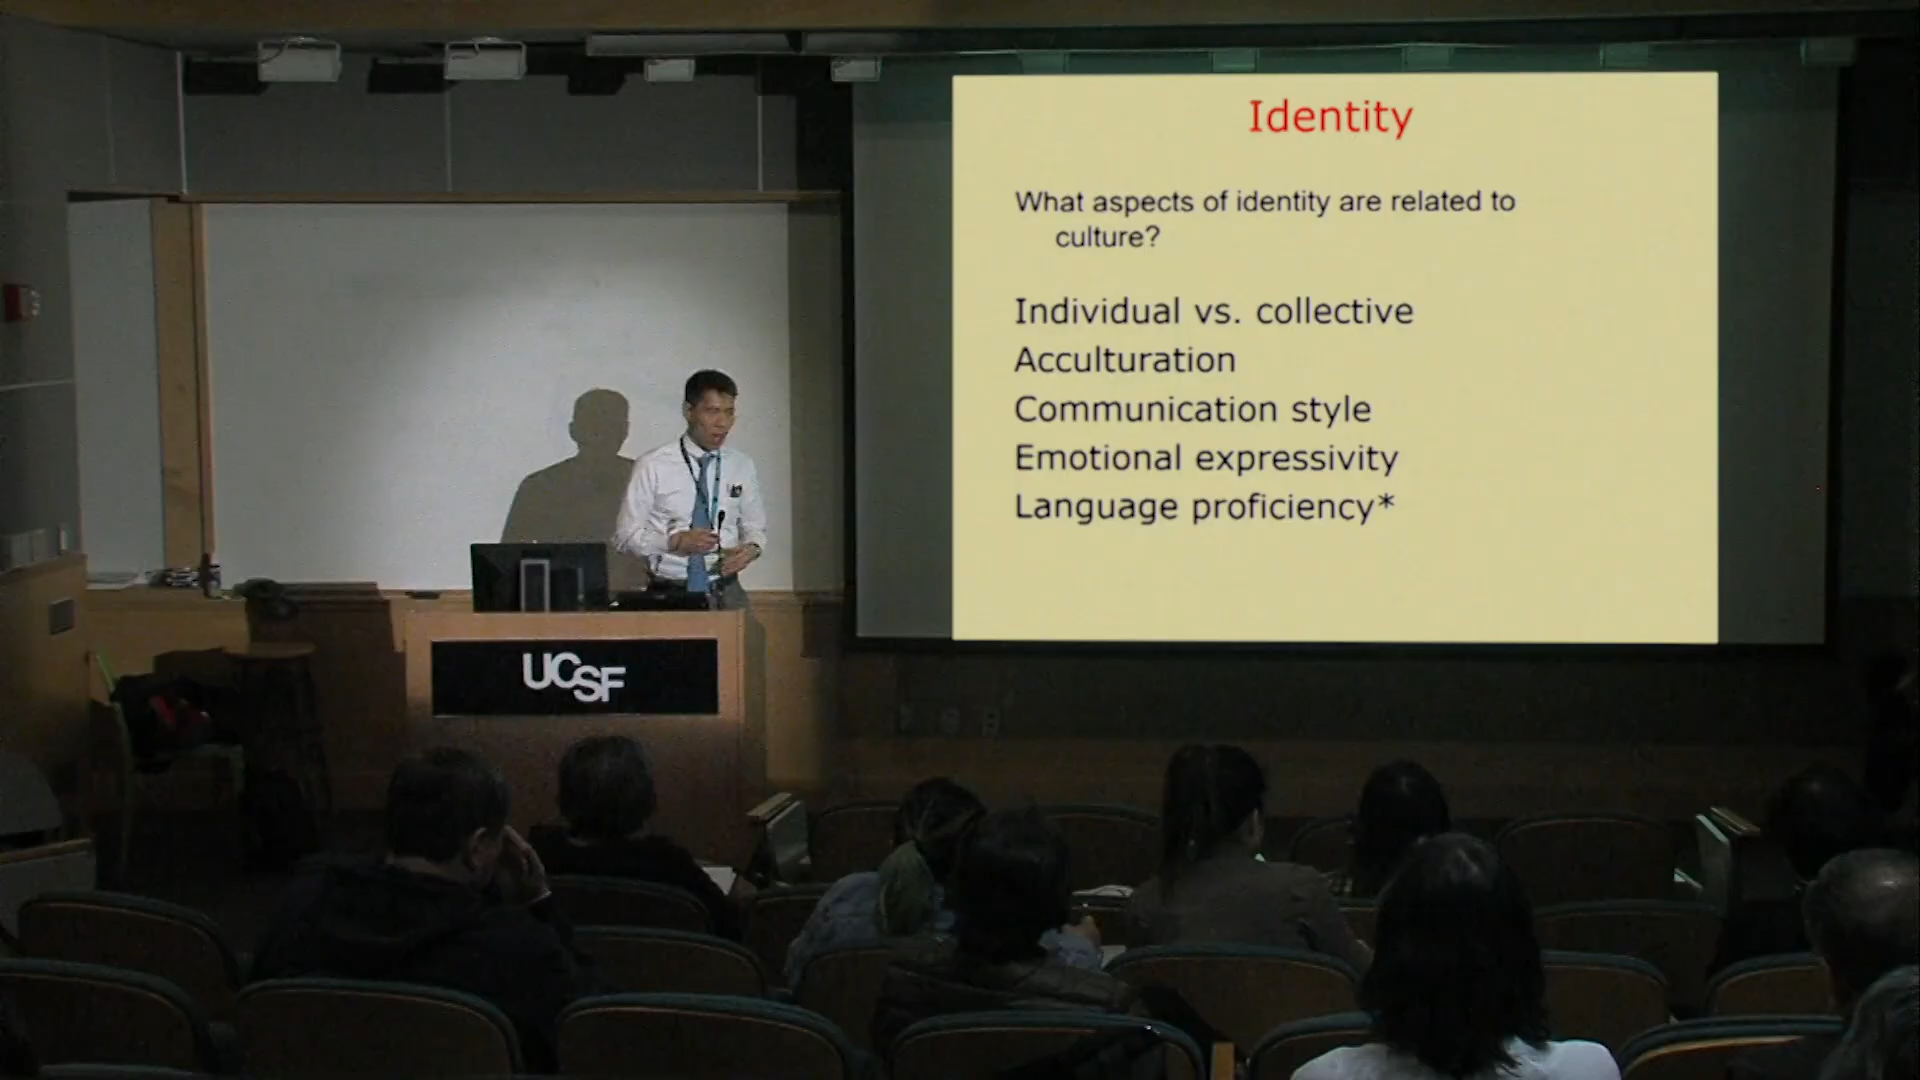 Identity
What aspects of identity are related to
culture?
Individual vs. collective
Acculturation
Communication style
Emotional expressivity
Language proficiency*
UCSF